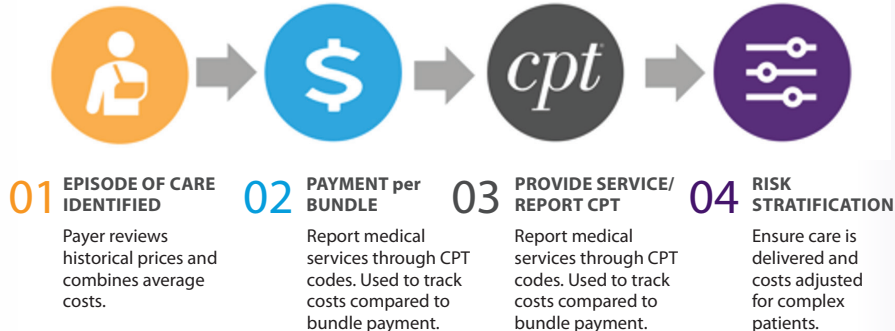 cpt
01 EPISODE OF CARE
IDENTIFIED
Payer reviews
historical prices and
combines average
costs.
02 PAYMENT per
BUNDLE
Report medical
services through CPT
codes. Used to track
costs compared to
bundle payment.
03 PROVIDE SERVICE/
REPORT CPT
Report medical
services through CPT
codes. Used to track
costs compared to
bundle payment.
04 RISK
STRATIFICATION
Ensure care is
delivered and
costs adjusted
for complex
patients.